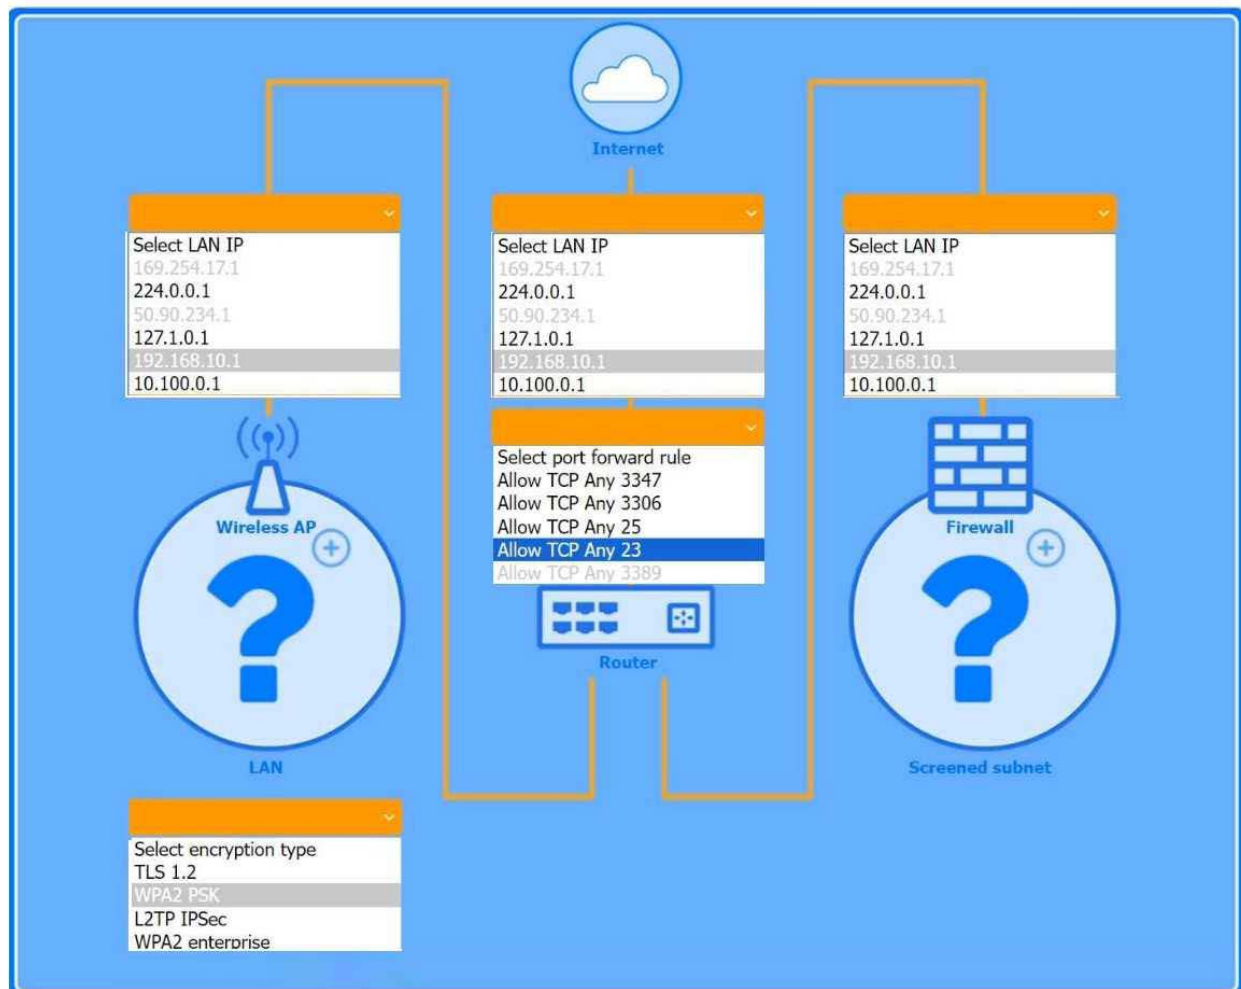 Internet
Select LAN IP
169.254.17.1
224.0.0.1
50.90.234.1
127.1.0.1
192.168.10.1
10.100.0.1
Select LAN IP
169.254.17.1
224.0.0.1
50.90.234.1
127.1.0.1
192.168.10.1
10.100.0.1
Select LAN IP
169.254.17.1
224.0.0.1
50.90.234.1
127.1.0.1
192.168.10.1
10.100.0.1
Select port forward rule
Allow TCP Any 3347
Allow TCP Any 3306
Allow TCP Any 25
Allow TCP Any 23
Allow TCP Any 3389
Wireless AP
Firewall
Router
LAN
Screened subnet
Select encryption type
TLS 1.2
WPA2 PSK
L2TP IPSec
WPA2 enterprise